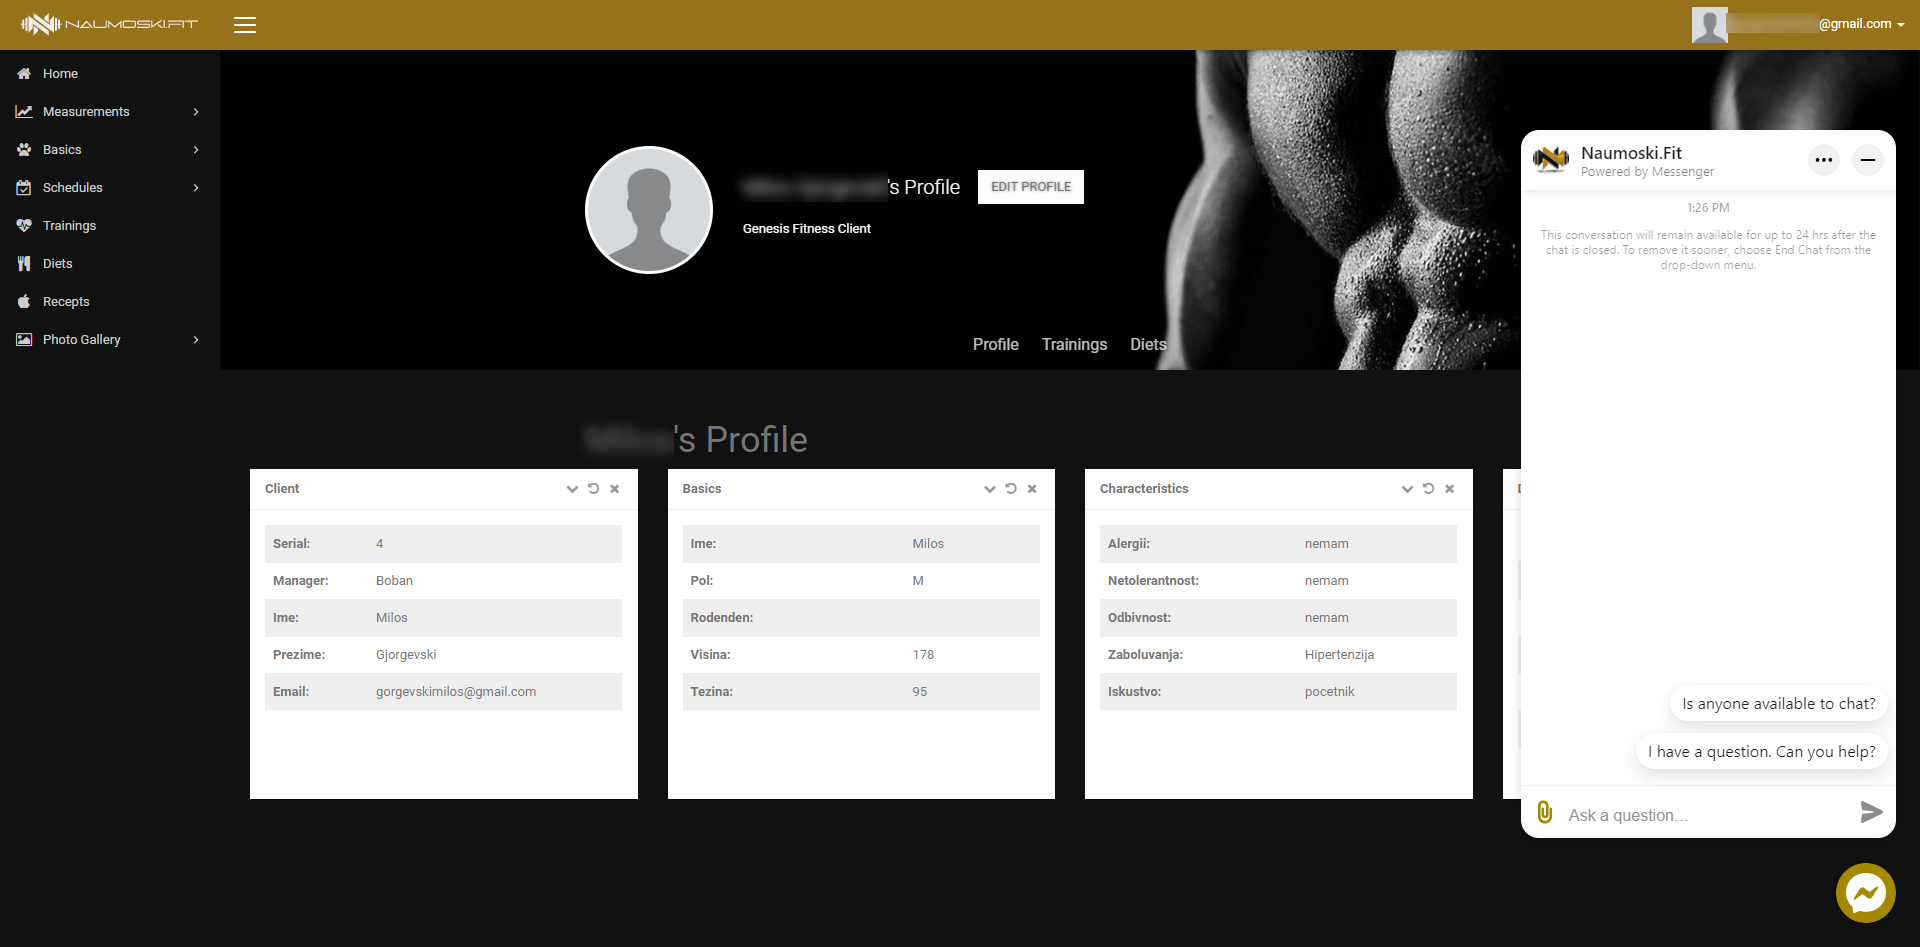 NAUMOSKI.FIT
@gmail.com
Home
Measurements
Basics
Schedules
Trainings
Diets
Recepts
Photo Gallery
's Profile
EDIT PROFILE
Genesis Fitness Client
Profile Trainings Diets
's Profile
Client
Serial: 4
Manager: Boban
Ime: Milos
Prezime: Gjorgevski
Email: gorgevskimilos@gmail.com
Basics
Ime: Milos
Pol: M
Rodenden:
Visina: 178
Tezina: 95
Characteristics
Alergii: nemam
Netolerantnost: nemam
Odbivnost: nemam
Zaboluvanja: Hipertenzija
Iskustvo: pocetnik
Naumoski.Fit
Powered by Messenger
1:26 PM
This conversation will remain available for up to 24 hrs after the
chat is closed. To remove it sooner, choose End Chat from the
drop-down menu.
Is anyone available to chat?
I have a question. Can you help?
Ask a question...